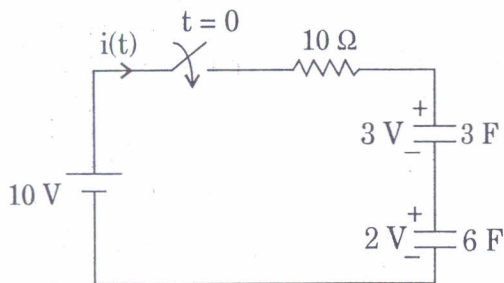 t = 0
i(t)
10 Ω
+
3 V
3 F
–
10 V
+
2 V
6 F
–